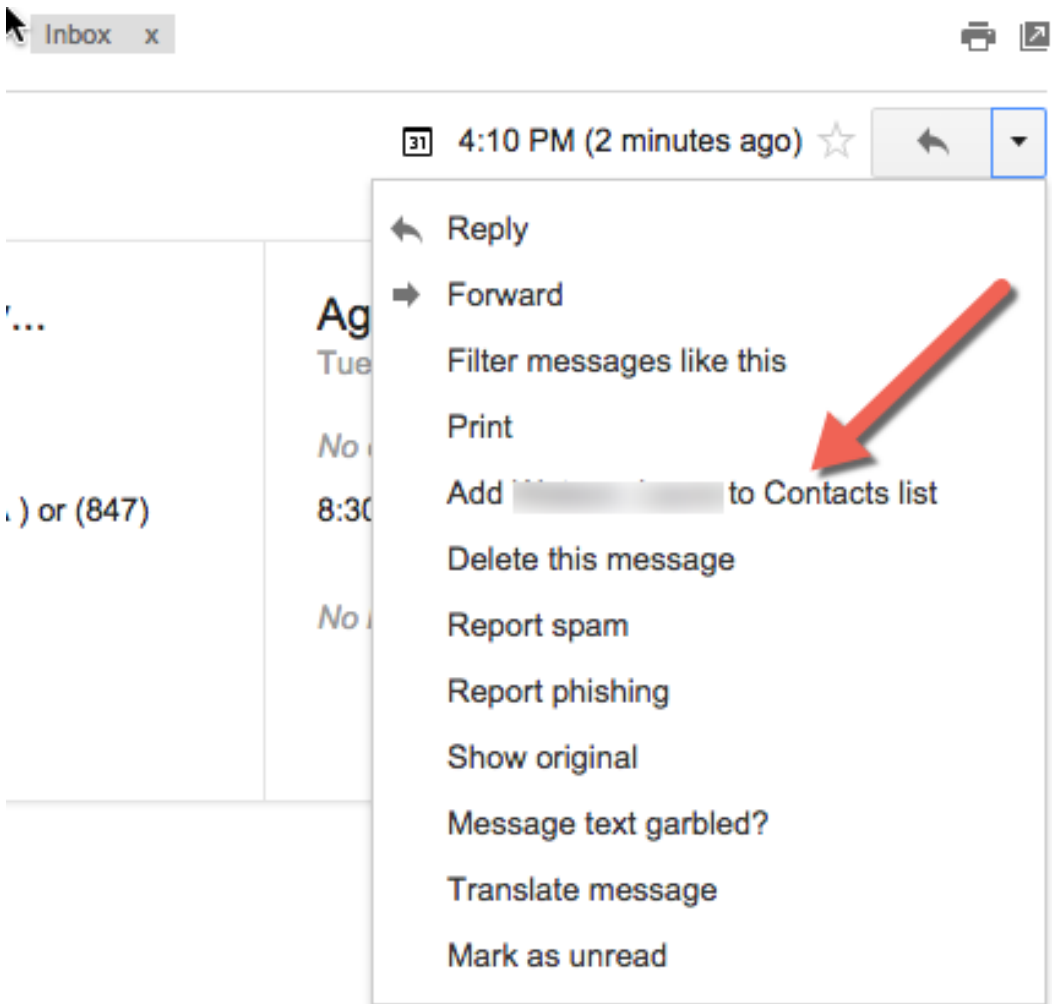 Inbox x
31 4:10 PM (2 minutes ago)
...
Ag
Tue
No
) or (847)
8:30
No
Reply
Forward
Filter messages like this
Print
Add to Contacts list
Delete this message
Report spam
Report phishing
Show original
Message text garbled?
Translate message
Mark as unread